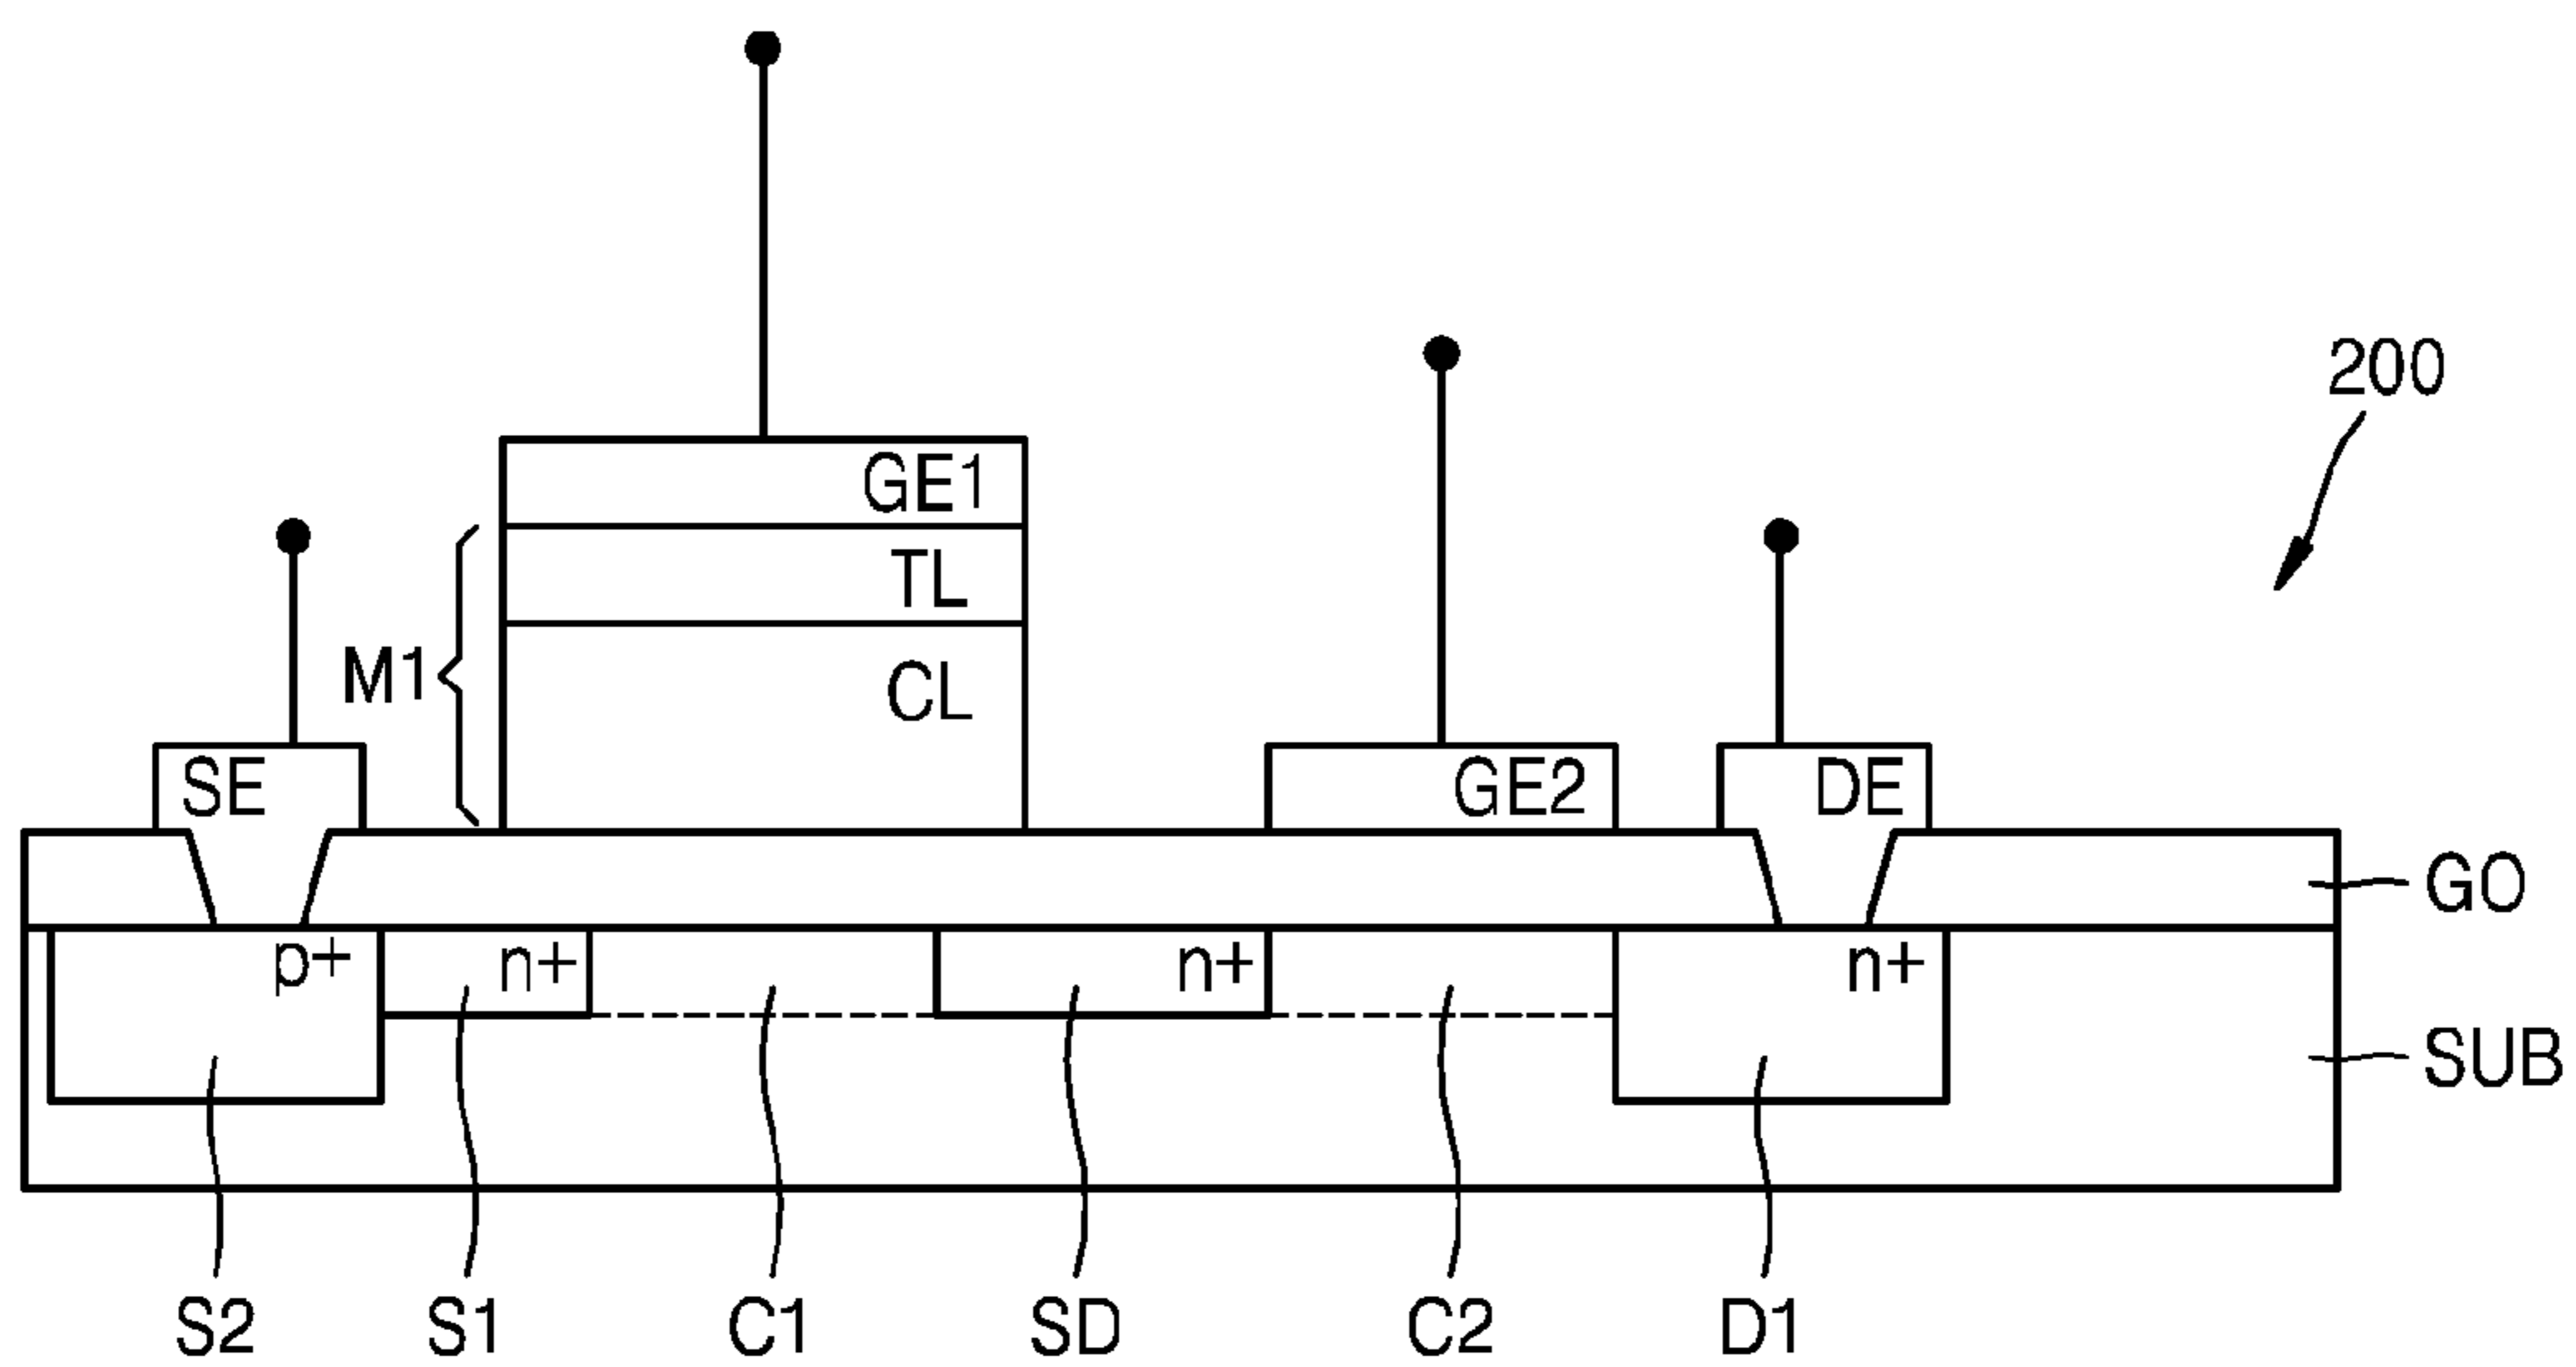 200
GE1
TL
M1
CL
SE
GE2
DE
GO
p+
n+
n+
n+
SUB
S2
S1
C1
SD
C2
D1